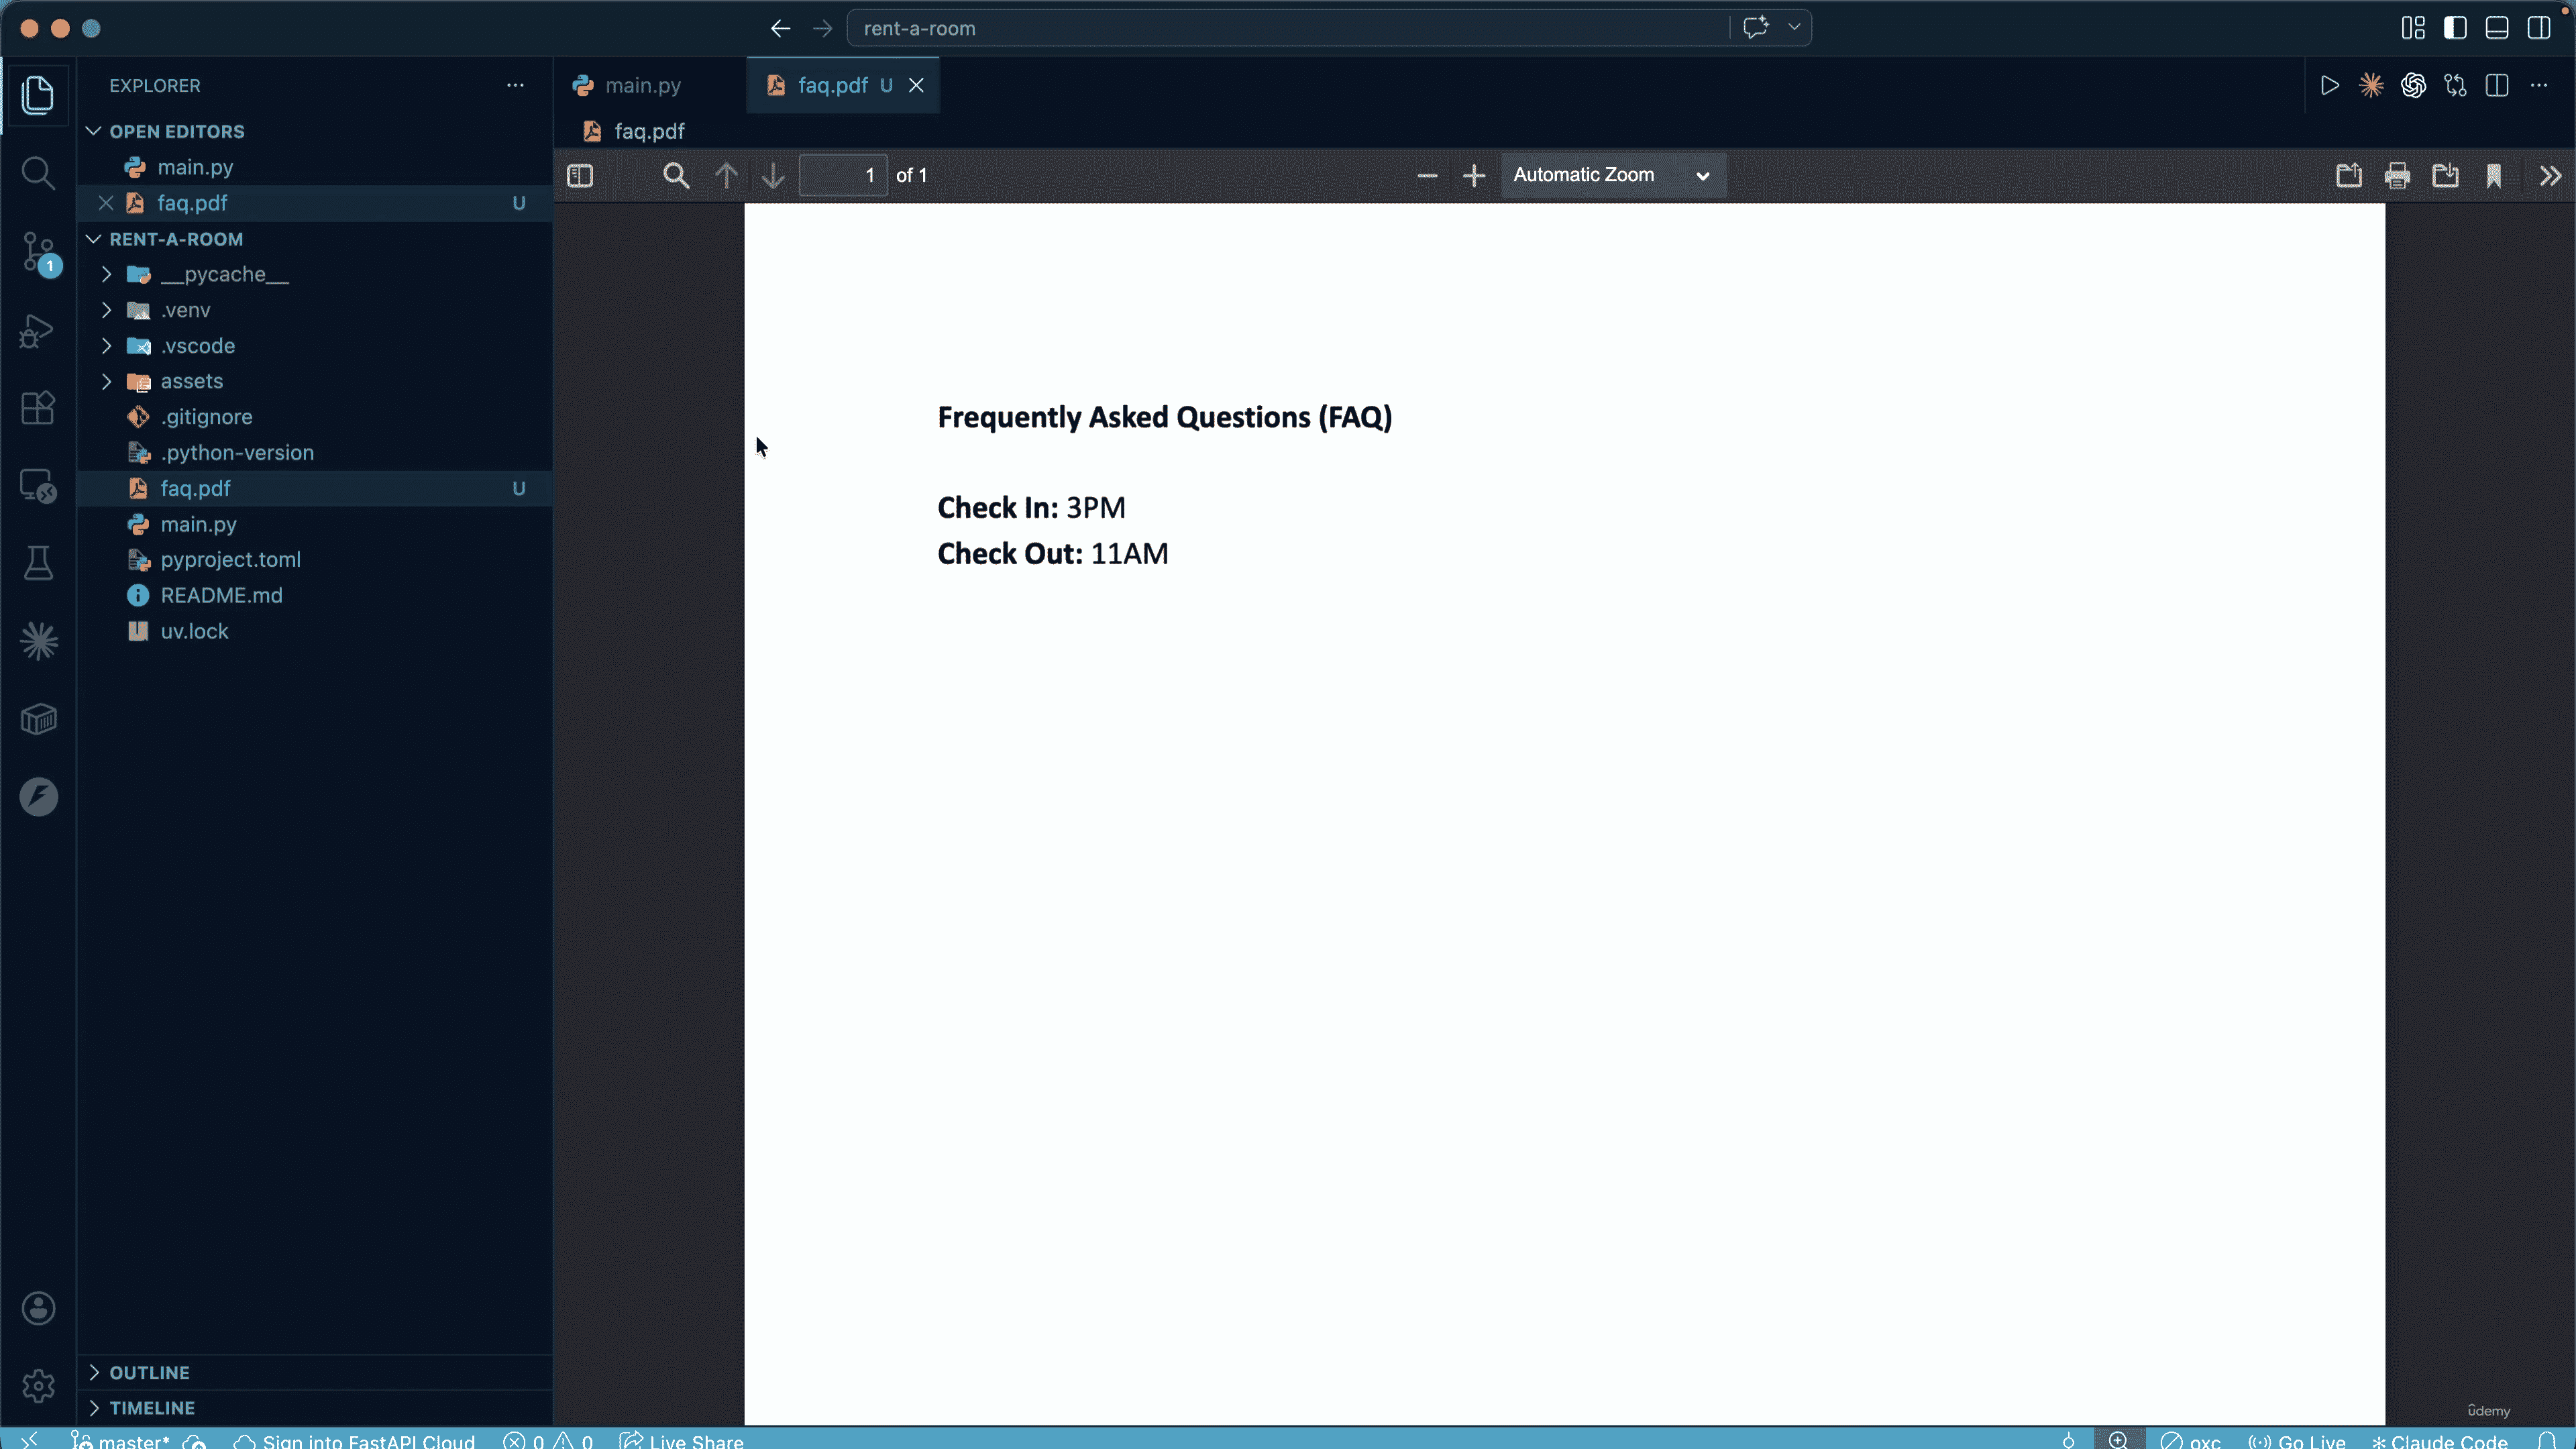 rent-a-room
EXPLORER
OPEN EDITORS
main.py
faq.pdf U
RENT-A-ROOM
__pycache__
.venv
.vscode
assets
.gitignore
.python-version
faq.pdf U
main.py
pyproject.toml
README.md
uv.lock
OUTLINE
TIMELINE
1
main.py
faq.pdf U
faq.pdf
1 of 1
Automatic Zoom
Frequently Asked Questions (FAQ)
Check In: 3PM
Check Out: 11AM
ûdemy
master* Sign into FastAPI Cloud 0 0 Live Share oxc Go Live Claude Code